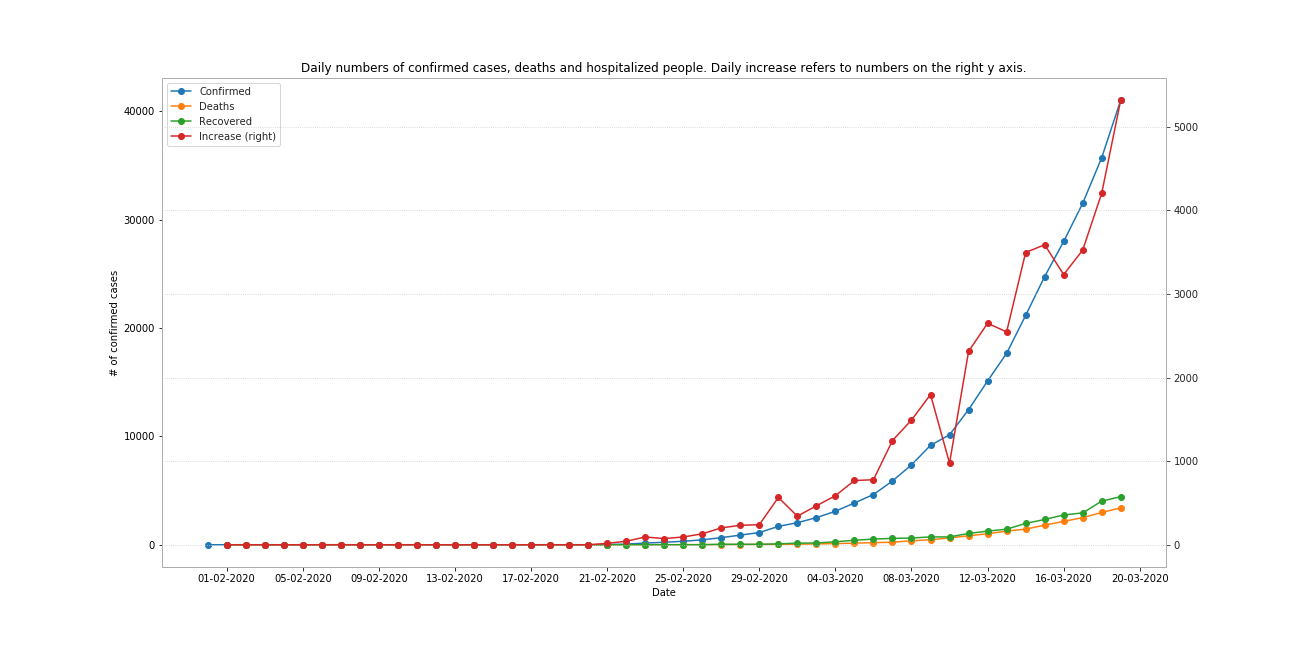 Daily numbers of confirmed cases, deaths and hospitalized people. Daily increase refers to numbers on the right y axis.
Confirmed
Deaths
Recovered
Increase (right)
40000
30000
20000
10000
0
# of confirmed cases
5000
4000
3000
2000
1000
0
01-02-2020 05-02-2020 09-02-2020 13-02-2020 17-02-2020 21-02-2020 25-02-2020 29-02-2020 04-03-2020 08-03-2020 12-03-2020 16-03-2020 20-03-2020
Date